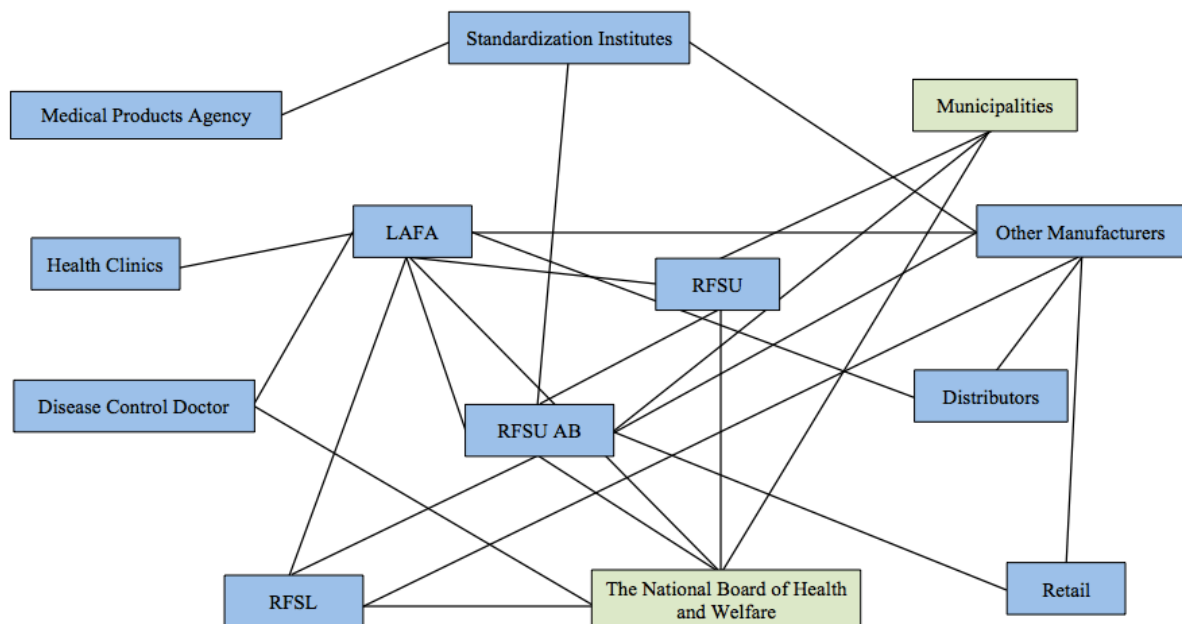 Standardization Institutes
Medical Products Agency
Municipalities
LAFA
Other Manufacturers
Health Clinics
RFSU
Disease Control Doctor
Distributors
RFSU AB
RFSL
The National Board of Health
and Welfare
Retail